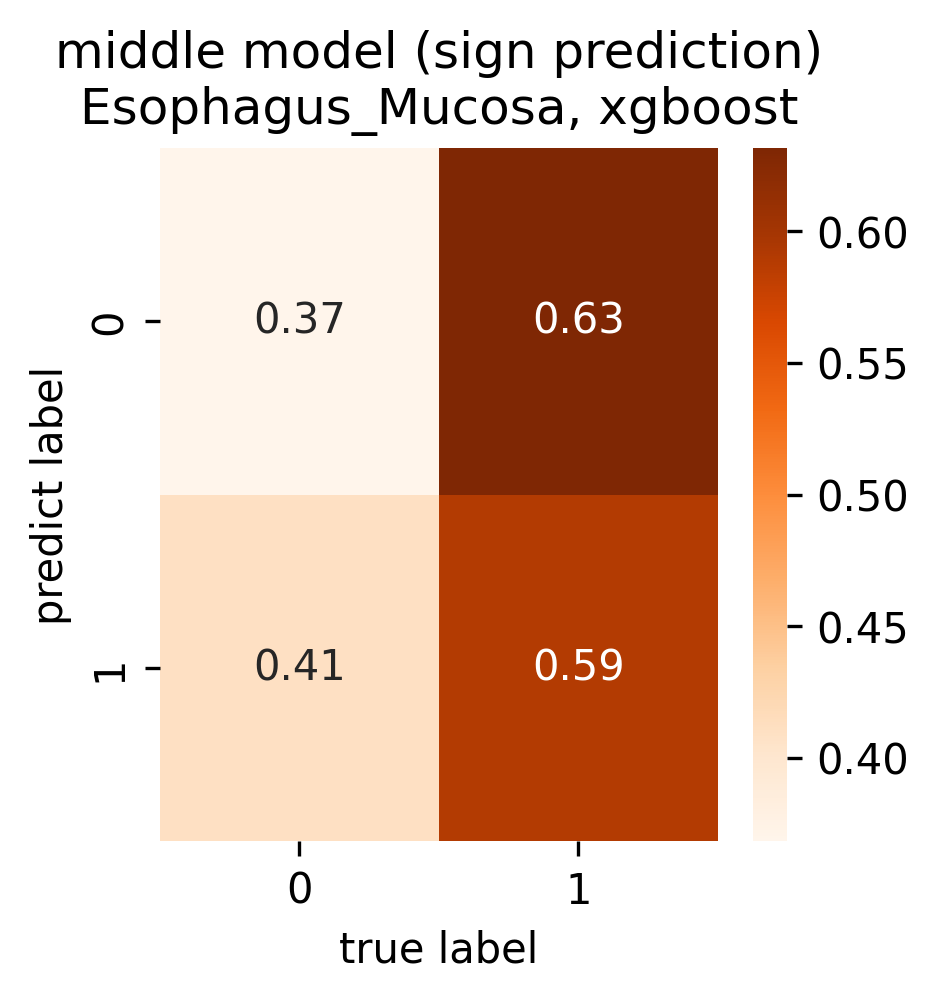 middle model (sign prediction)
Esophagus_Mucosa, xgboost
0.37 0.63
0.41 0.59
predict label
0
1
0 1
true label
0.60
0.55
0.50
0.45
0.40